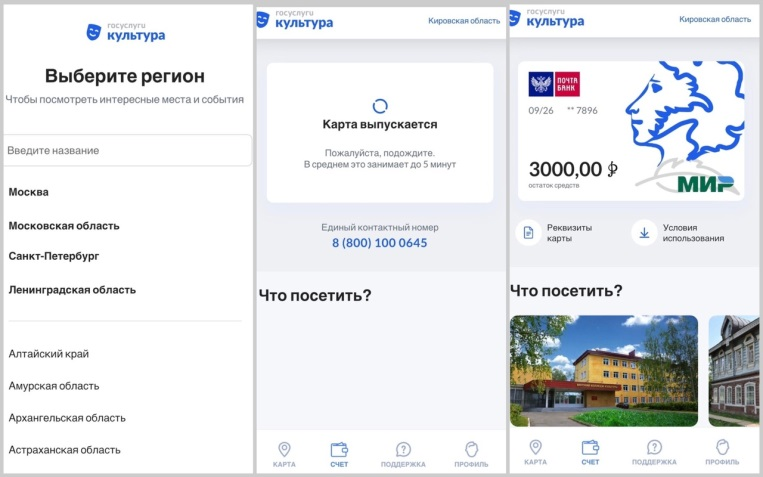 госуслуги
культура
Выберите регион
Чтобы посмотреть интересные места и события
Введите название
Москва
Московская область
Санкт-Петербург
Ленинградская область
Алтайский край
Амурская область
Архангельская область
Астраханская область
госуслуги
культура
Кировская область
Карта выпускается
Пожалуйста, подождите.
В среднем это занимает до 5 минут
Единый контактный номер
8 (800) 100 0645
Что посетить?
КАРТА
СЧЕТ
ПОДДЕРЖКА
ПРОФИЛЬ
госуслуги
культура
Кировская область
ПОЧТА
БАНК
09/26 ** 7896
3000,00 ₽
остаток средств
МИР
Реквизиты
карты
Условия
использования
Что посетить?
КАРТА
СЧЕТ
ПОДДЕРЖКА
ПРОФИЛЬ